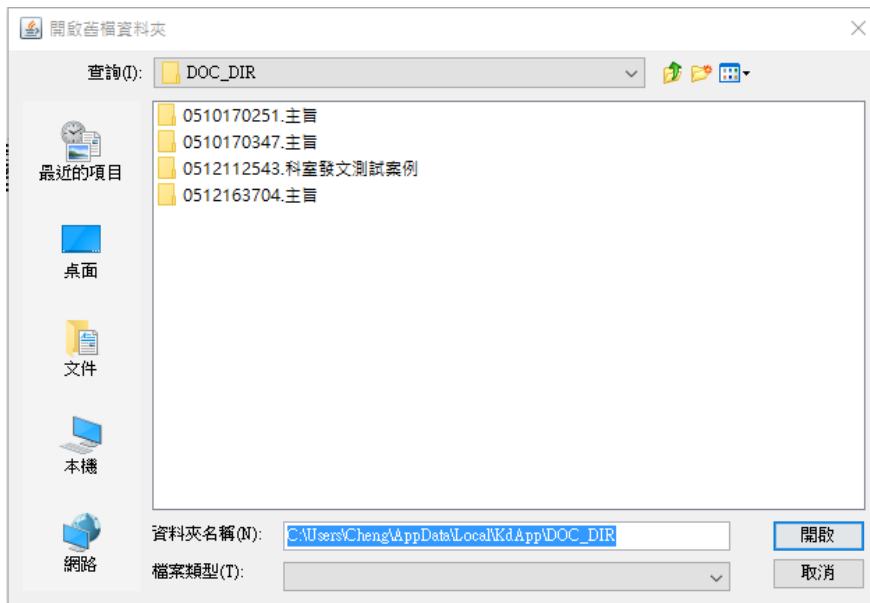 開啟舊檔資料夾
查詢(I): DOC_DIR
0510170251.主旨
0510170347.主旨
0512112543.科室發文測試案例
0512163704.主旨
最近的項目
桌面
文件
本機
網路
資料夾名稱(N): C:\Users\Cheng\AppData\Local\KdApp\DOC_DIR 開啟
檔案類型(T): 取消